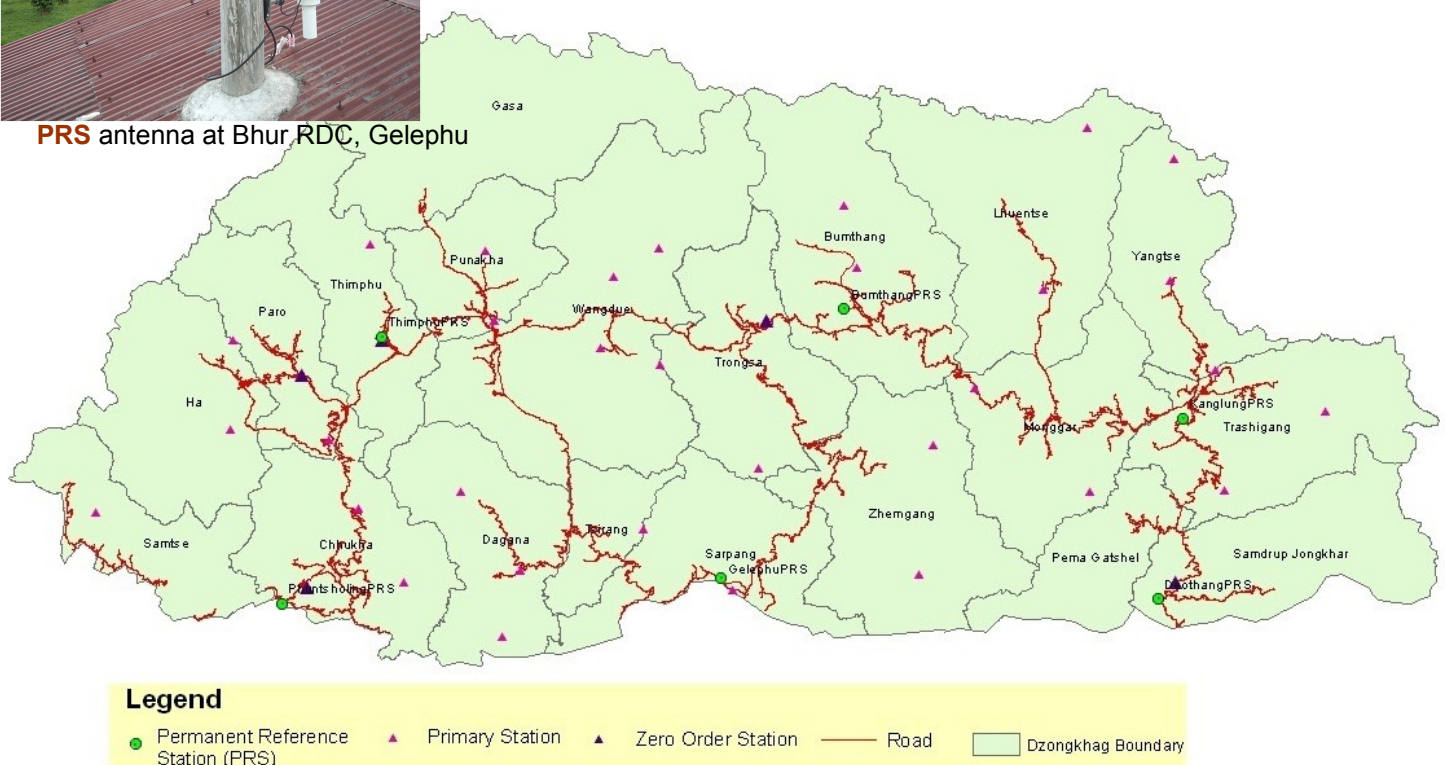 PRS antenna at Bhur RDC, Gelephu
Gasa
Lhuentse
Bumthang
Punakha
Yangtse
Thimphu
BumthangPRS
Paro
Wangdue
ThimphuPRS
Trongsa
Ha
KanglungPRS
Monggar
Trashigang
Zhemgang
Tsirang
Dagana
Samtse
Chhukha
Sarpang
Pema Gatshel
Samdrup Jongkhar
GelephuPRS
PhuntsholingPRS
Legend
Permanent Reference Station (PRS)
Primary Station
Zero Order Station
Road
Dzongkhag Boundary